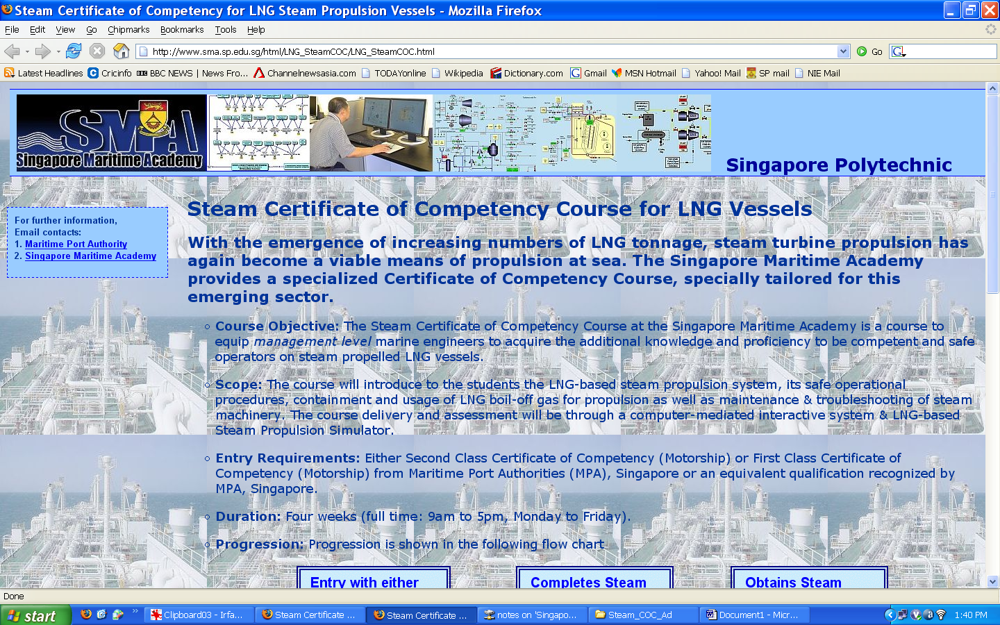 Steam Certificate of Competency for LNG Steam Propulsion Vessels - Mozilla Firefox
File Edit View Go Chipmarks Bookmarks Tools Help
http://www.sma.sp.edu.sg/html/LNG_SteamCOC/LNG_SteamCOC.html Go
Latest Headlines Cricinfo BBC NEWS | News Fro... Channelnewsasia.com TODAYonline Wikipedia Dictionary.com Gmail MSN Hotmail Yahoo! Mail SP mail NIE Mail
SMA
Singapore Maritime Academy
Singapore Polytechnic
For further information,
Email contacts:
1. Maritime Port Authority
2. Singapore Maritime Academy
Steam Certificate of Competency Course for LNG Vessels
With the emergence of increasing numbers of LNG tonnage, steam turbine propulsion has
again become a viable means of propulsion at sea. The Singapore Maritime Academy
provides a specialized Certificate of Competency Course, specially tailored for this
emerging sector.
Course Objective: The Steam Certificate of Competency Course at the Singapore Maritime Academy is a course to
equip management level marine engineers to acquire the additional knowledge and proficiency to be competent and safe
operators on steam propelled LNG vessels.
Scope: The course will introduce to the students the LNG-based steam propulsion system, its safe operational
procedures, containment and usage of LNG boil-off gas for propulsion as well as maintenance & troubleshooting of steam
machinery. The course delivery and assessment will be through a computer-mediated interactive system & LNG-based
Steam Propulsion Simulator.
Entry Requirements: Either Second Class Certificate of Competency (Motorship) or First Class Certificate of
Competency (Motorship) from Maritime Port Authorities (MPA), Singapore or an equivalent qualification recognized by
MPA, Singapore.
Duration: Four weeks (full time: 9am to 5pm, Monday to Friday).
Progression: Progression is shown in the following flow chart
Entry with either Completes Steam Obtains Steam
Done
start Clipboard03 - Irfa... Steam Certificate ... Steam Certificate ... notes on 'Singapo... Steam_COC_Ad Document1 - Micr... 1:40 PM